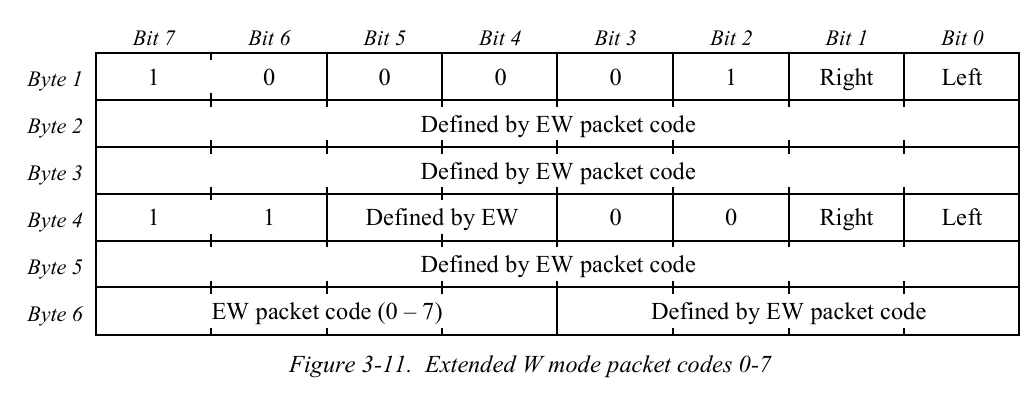 Bit 7 Bit 6 Bit 5 Bit 4 Bit 3 Bit 2 Bit 1 Bit 0
Byte 1 1 0 0 0 0 1 Right Left
Byte 2 Defined by EW packet code
Byte 3 Defined by EW packet code
Byte 4 1 1 Defined by EW 0 0 Right Left
Byte 5 Defined by EW packet code
Byte 6 EW packet code (0 – 7) Defined by EW packet code
Figure 3-11. Extended W mode packet codes 0-7